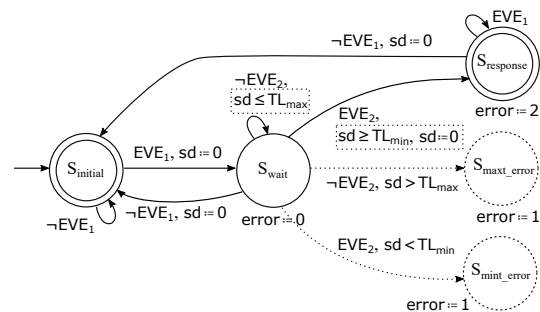 EVE₁
¬EVE₁, sd:=0
S_response
¬EVE₂,
sd≤TL_max
EVE₂,
sd≥TL_min, sd:=0
error:=2
S_initial
EVE₁, sd:=0
S_wait
S_maxt_error
¬EVE₂, sd>TL_max
¬EVE₁
¬EVE₁, sd:=0
error:=0
error:=1
EVE₂, sd<TL_min
S_mint_error
error:=1